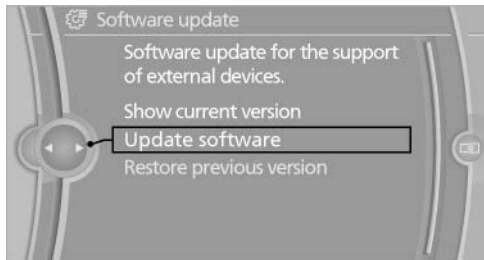 Software update
Software update for the support
of external devices.
Show current version
Update software
Restore previous version